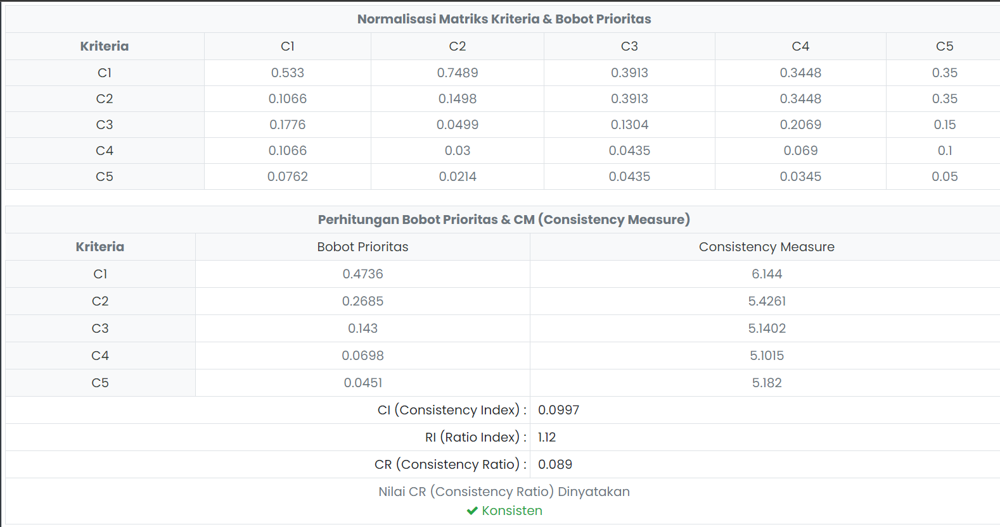 Normalisasi Matriks Kriteria & Bobot Prioritas
Kriteria C1 C2 C3 C4 C5
C1 0.533 0.7489 0.3913 0.3448 0.35
C2 0.1066 0.1498 0.3913 0.3448 0.35
C3 0.1776 0.0499 0.1304 0.2069 0.15
C4 0.1066 0.03 0.0435 0.069 0.1
C5 0.0762 0.0214 0.0435 0.0345 0.05
Perhitungan Bobot Prioritas & CM (Consistency Measure)
Kriteria Bobot Prioritas Consistency Measure
C1 0.4736 6.144
C2 0.2685 5.4261
C3 0.143 5.1402
C4 0.0698 5.1015
C5 0.0451 5.182
CI (Consistency Index) : 0.0997
RI (Ratio Index) : 1.12
CR (Consistency Ratio) : 0.089
Nilai CR (Consistency Ratio) Dinyatakan
Konsisten